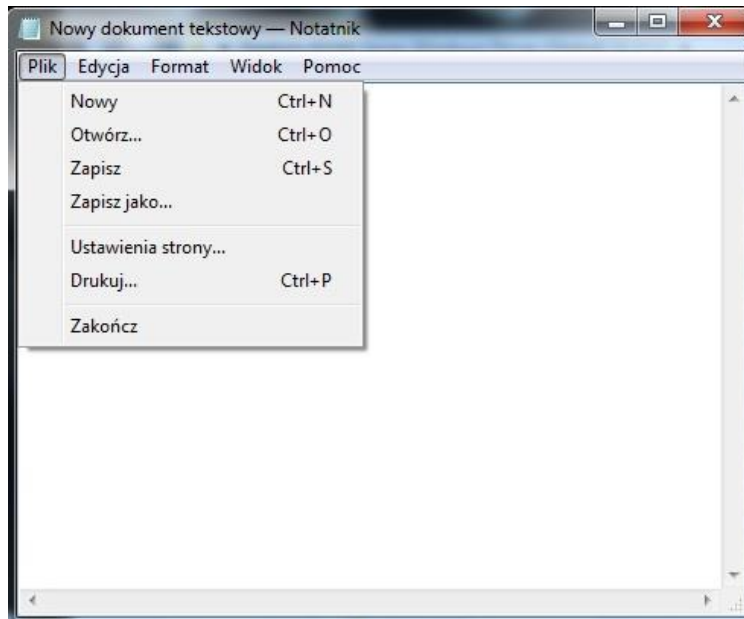 Nowy dokument tekstowy — Notatnik
Plik Edycja Format Widok Pomoc
Nowy Ctrl+N
Otwórz... Ctrl+O
Zapisz Ctrl+S
Zapisz jako...
Ustawienia strony...
Drukuj... Ctrl+P
Zakończ